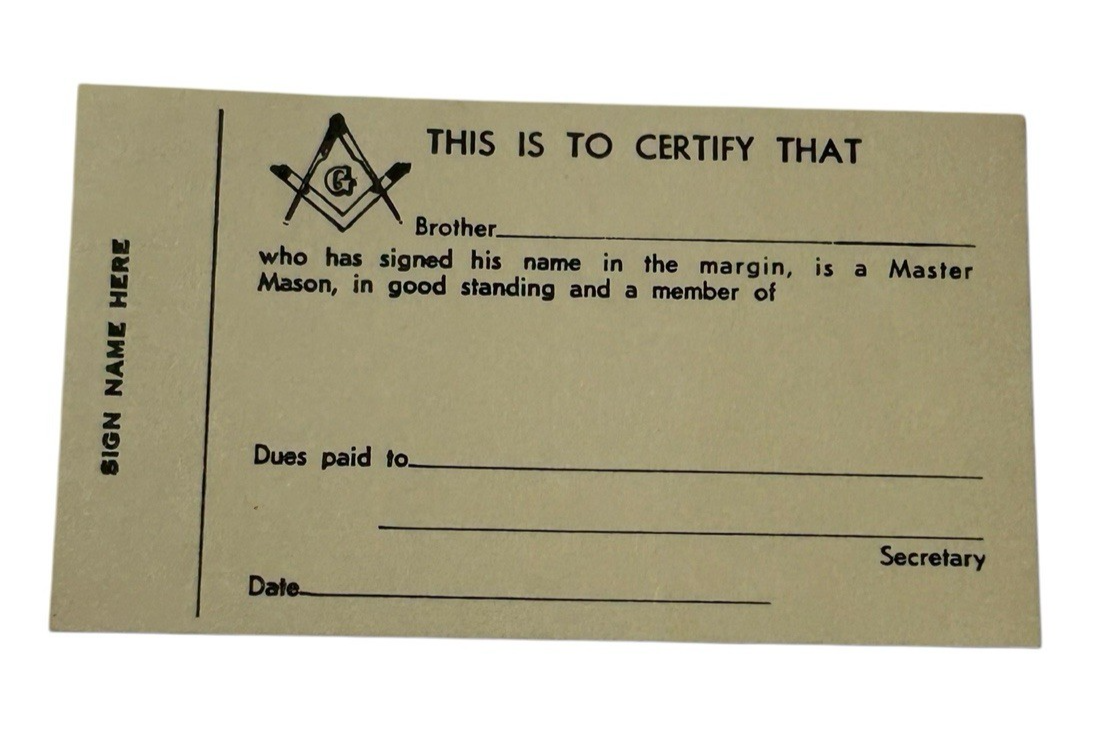 SIGN NAME HERE
G
THIS IS TO CERTIFY THAT
Brother
who has signed his name in the margin, is a Master
Mason, in good standing and a member of
Dues paid to
Secretary
Date